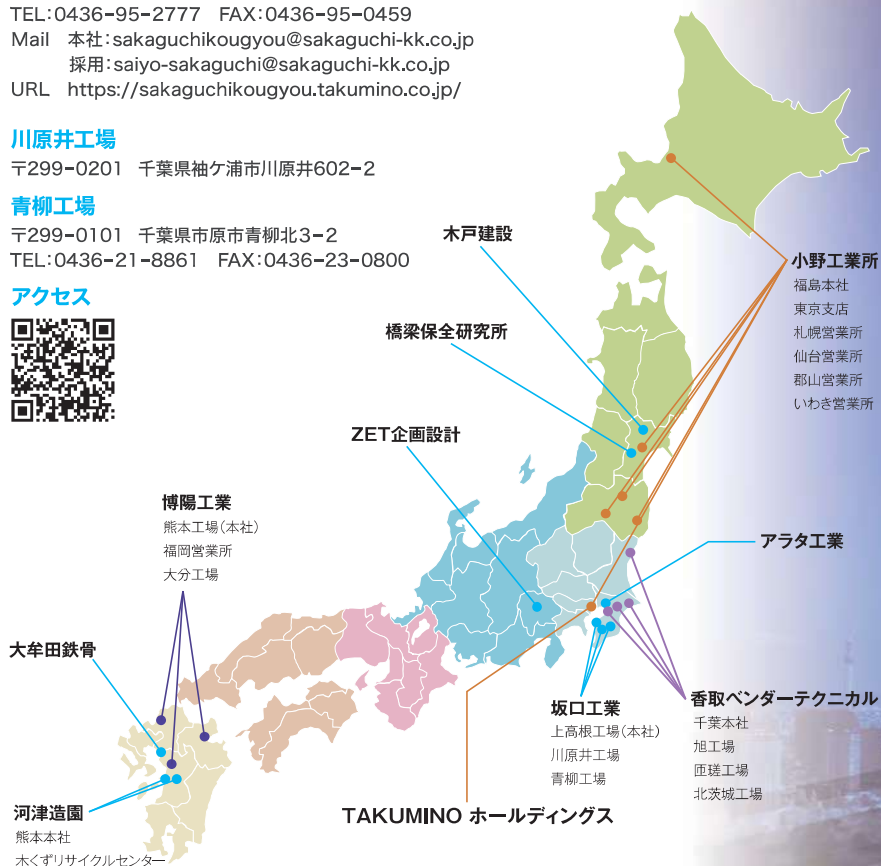 TEL:0436-95-2777 FAX:0436-95-0459
Mail 本社:sakaguchikougyou@sakaguchi-kk.co.jp
採用:saiyo-sakaguchi@sakaguchi-kk.co.jp
URL https://sakaguchikougyou.takumino.co.jp/
川原井工場
〒299-0201 千葉県袖ケ浦市川原井602-2
青柳工場
〒299-0101 千葉県市原市青柳北3-2
TEL:0436-21-8861 FAX:0436-23-0800
アクセス
木戸建設
橋梁保全研究所
ZET企画設計
小野工業所
福島本社
東京支店
札幌営業所
仙台営業所
郡山営業所
いわき営業所
博陽工業
熊本工場(本社)
福岡営業所
大分工場
アラタ工業
大牟田鉄骨
坂口工業
上高根工場(本社)
川原井工場
青柳工場
香取ベンダーテクニカル
千葉本社
旭工場
匝瑳工場
北茨城工場
TAKUMINO ホールディングス
河津造園
熊本本社
木くずリサイクルセンター